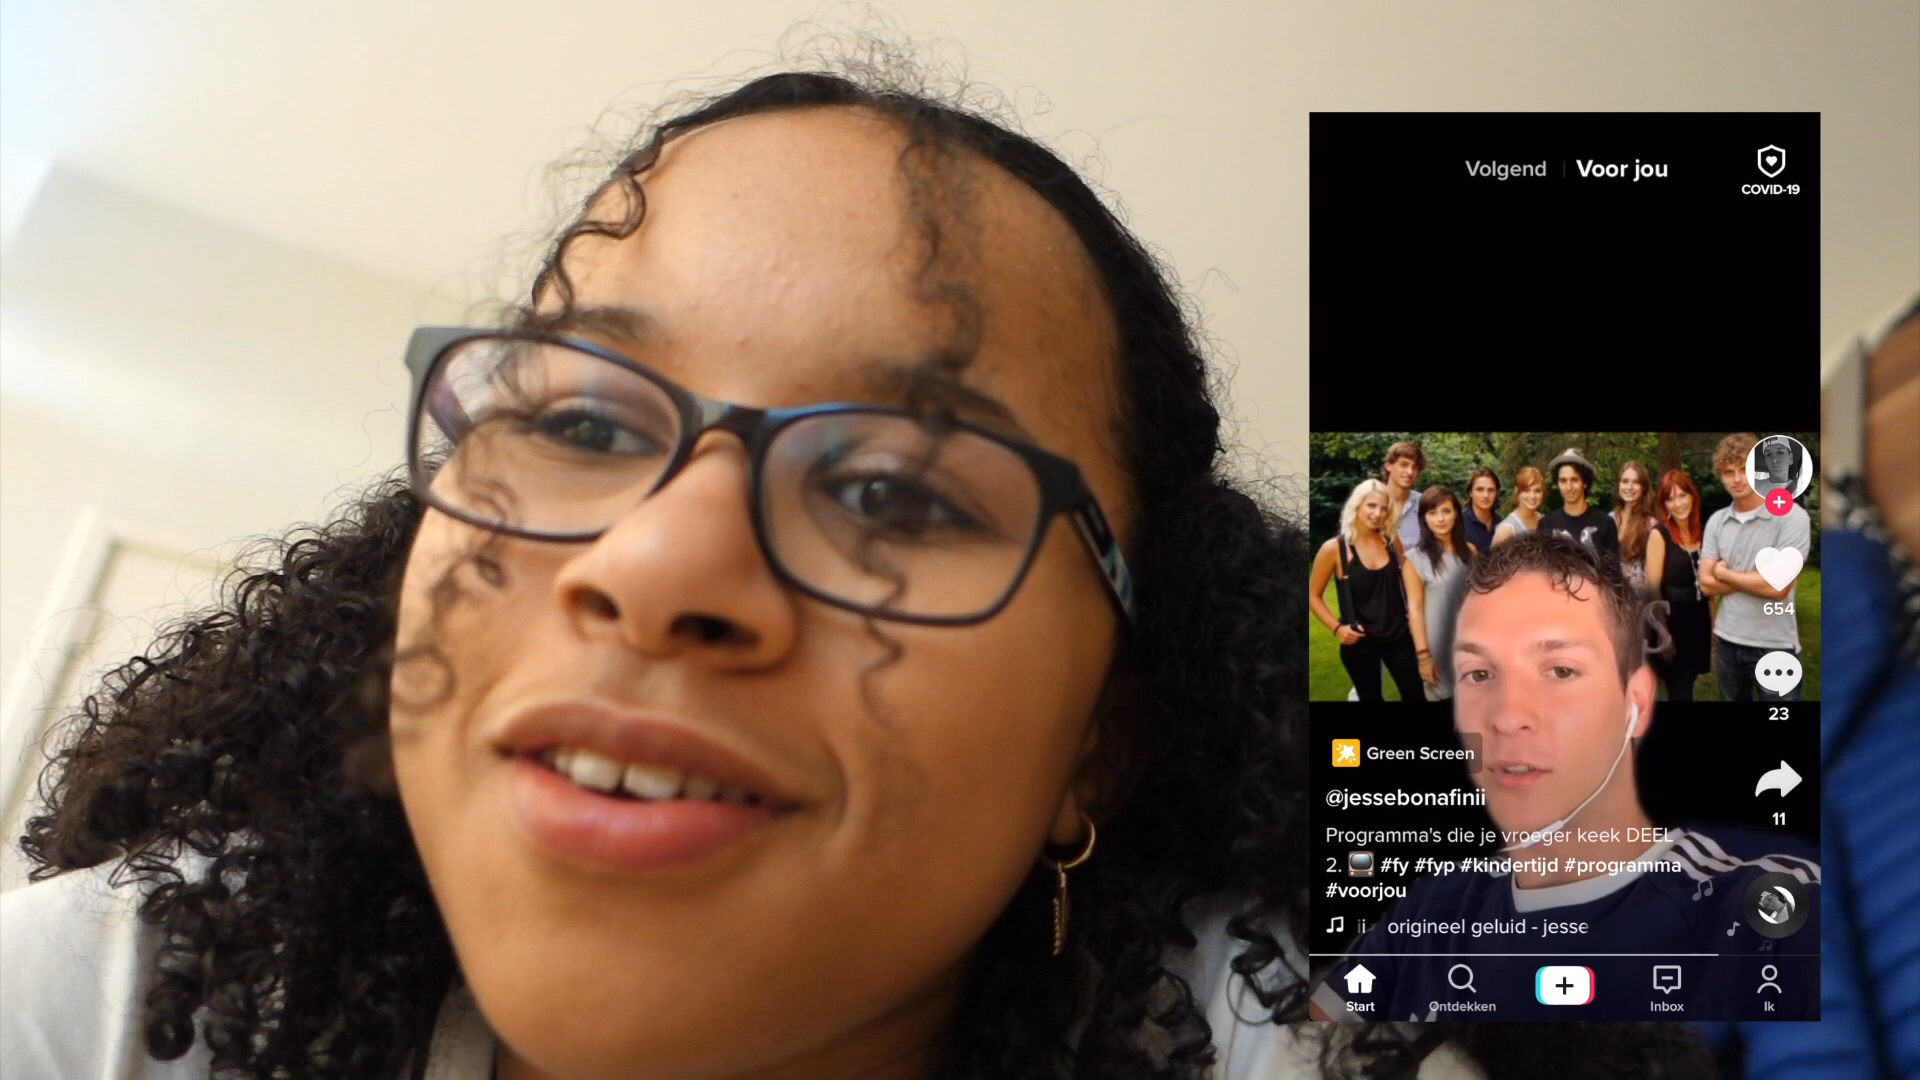 Volgend
Voor jou
COVID-19
654
23
Green Screen
@jessebonafinii
11
Programma's die je vroeger keek DEEL
2. #fy #fyp #kindertijd #programma
#voorjou
ii origineel geluid - jesse
Start
Ontdekken
Inbox
Ik